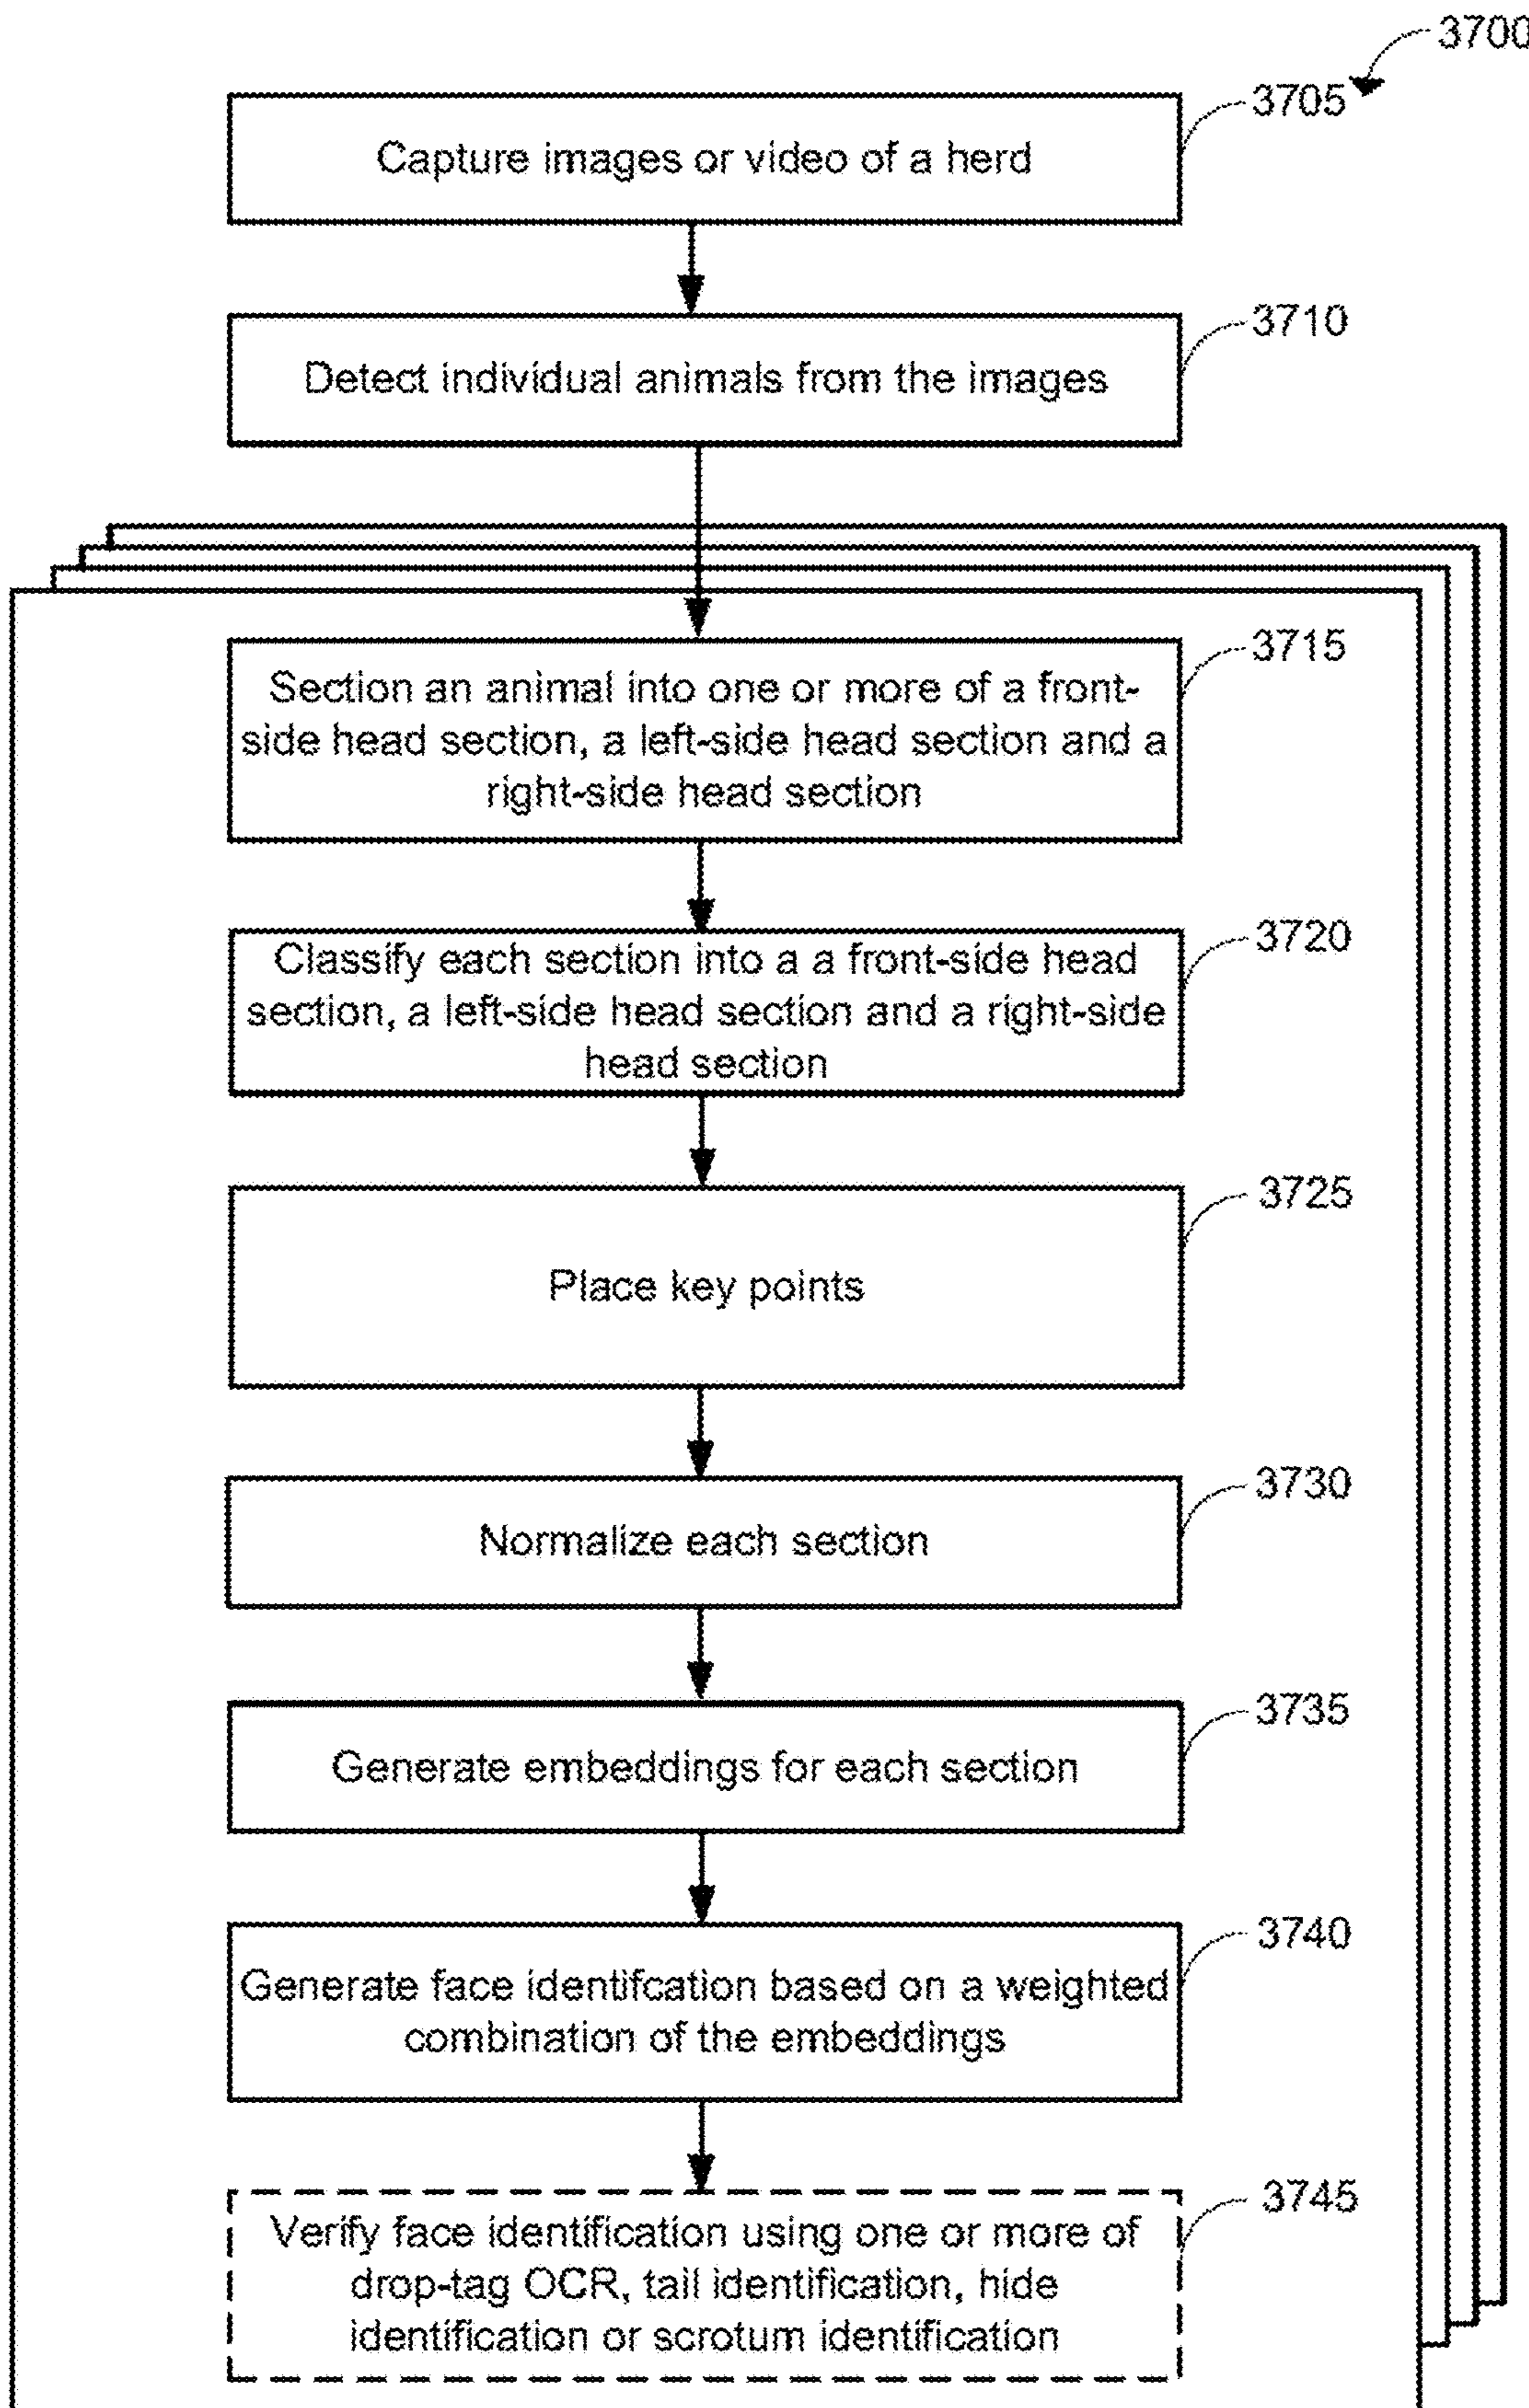 3700
3705
Capture images or video of a herd
3710
Detect individual animals from the images
3715
Section an animal into one or more of a front-
side head section, a left-side head section and a
right-side head section
3720
Classify each section into a a front-side head
section, a left-side head section and a right-side
head section
3725
Place key points
3730
Normalize each section
3735
Generate embeddings for each section
3740
Generate face identifcation based on a weighted
combination of the embeddings
3745
Verify face identification using one or more of
drop-tag OCR, tail identification, hide
identification or scrotum identification